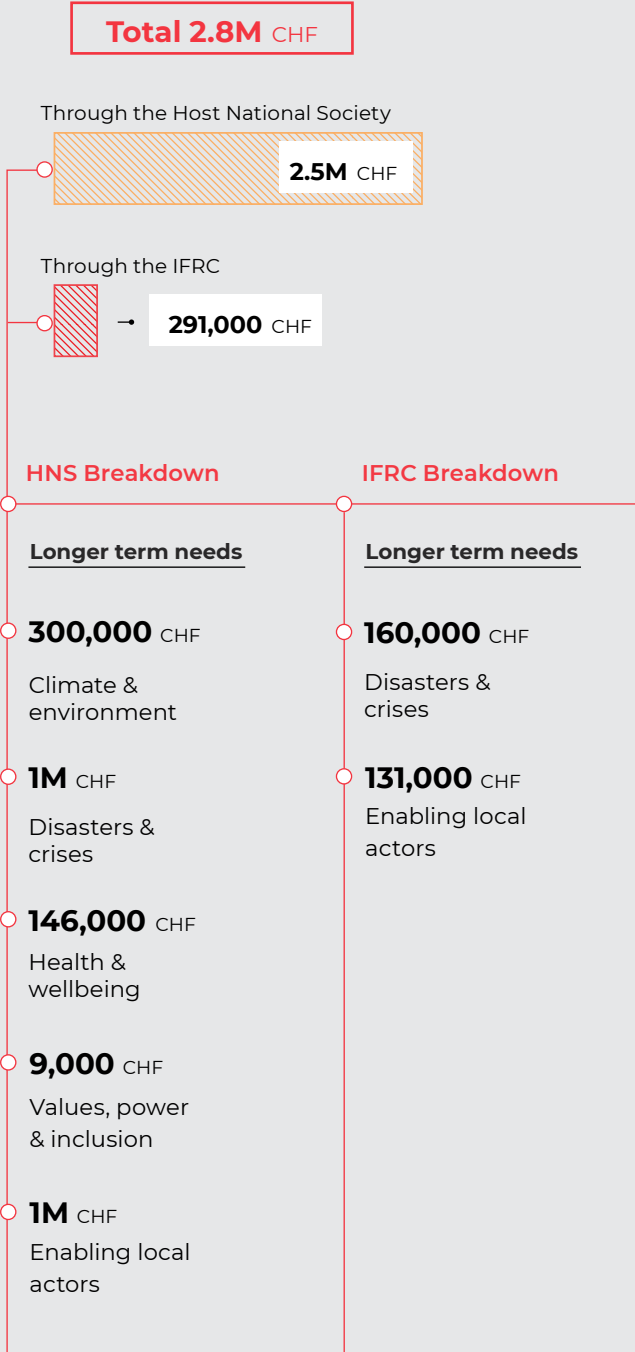 Total 2.8M CHF
Through the Host National Society
2.5M CHF
Through the IFRC
291,000 CHF
HNS Breakdown
Longer term needs
300,000 CHF
Climate &
environment
1M CHF
Disasters &
crises
146,000 CHF
Health &
wellbeing
9,000 CHF
Values, power
& inclusion
1M CHF
Enabling local
actors
IFRC Breakdown
Longer term needs
160,000 CHF
Disasters &
crises
131,000 CHF
Enabling local
actors